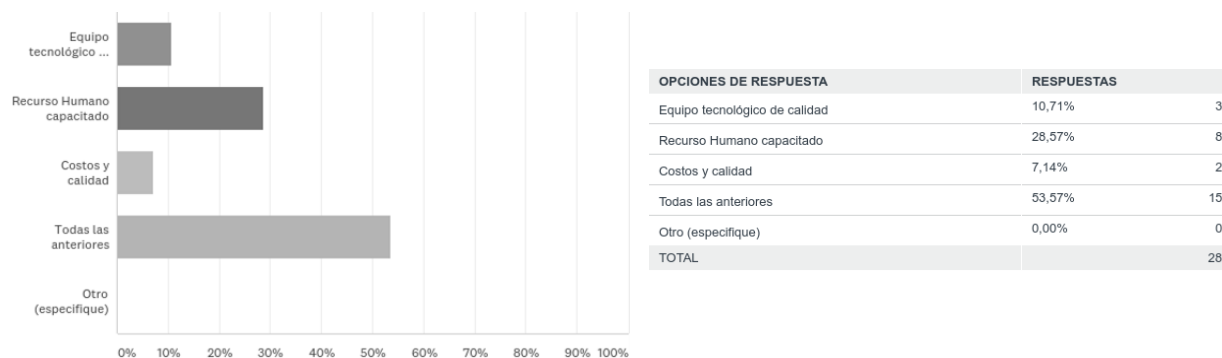 Equipo
tecnológico ...
Recurso Humano
capacitado
Costos y
calidad
Todas las
anteriores
Otro
(especifique)
0% 10% 20% 30% 40% 50% 60% 70% 80% 90% 100%
OPCIONES DE RESPUESTA RESPUESTAS
Equipo tecnológico de calidad 10,71% 3
Recurso Humano capacitado 28,57% 8
Costos y calidad 7,14% 2
Todas las anteriores 53,57% 15
Otro (especifique) 0,00% 0
TOTAL 28